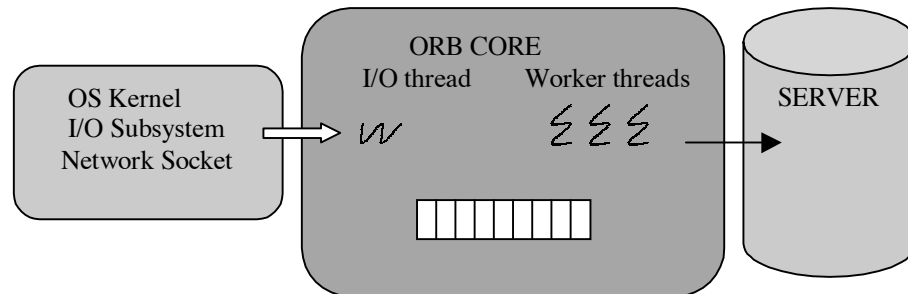 OS Kernel
I/O Subsystem
Network Socket
ORB CORE
I/O thread
Worker threads
SERVER